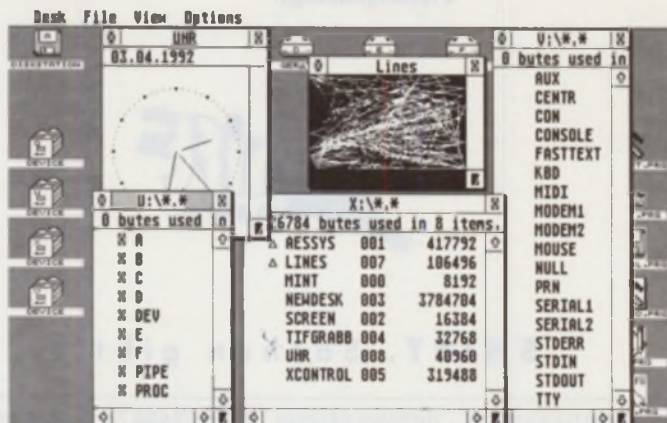 Desk File View Options
UHR
03.04.1992
Lines
V:\*.*
0 bytes used in
AUX
CENTR
CON
CONSOLE
FASTTEXT
KBD
MIDI
MODEM1
MODEM2
MOUSE
NULL
PRN
SERIAL1
SERIAL2
STDERR
STDIN
STDOUT
TTY
DISKSTATION
DEVICE
DEVICE
DEVICE
DEVICE
U:\*.*
0 bytes used in
A
B
C
D
DEV
E
F
PIPE
PROC
X:\*.*
26784 bytes used in 8 items.
AESSYS 001 417792
LINES 007 106496
MINT 000 8192
NEWDESK 003 3784704
SCREEN 002 16384
TIFGRABB 004 32768
UHR 008 40960
XCONTROL 005 319488